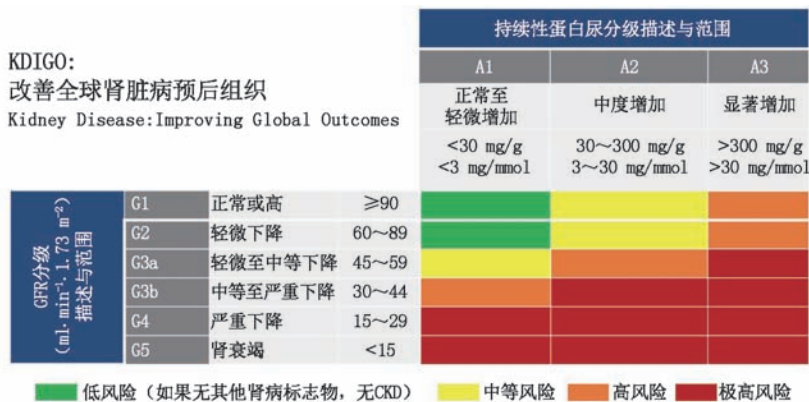 持续性蛋白尿分级描述与范围
KDIGO:
改善全球肾脏病预后组织
Kidney Disease:Improving Global Outcomes
A1 A2 A3
正常至
轻微增加
中度增加
显著增加
<30 mg/g 30～300 mg/g >300 mg/g
<3 mg/mmol 3～30 mg/mmol >30 mg/mmol
GFR分级
(ml·min⁻¹·1.73 m⁻²)
描述与范围
G1 正常或高 ≥90
G2 轻微下降 60～89
G3a 轻微至中等下降 45～59
G3b 中等至严重下降 30～44
G4 严重下降 15～29
G5 肾衰竭 <15
低风险（如果无其他肾病标志物，无CKD） 中等风险 高风险 极高风险